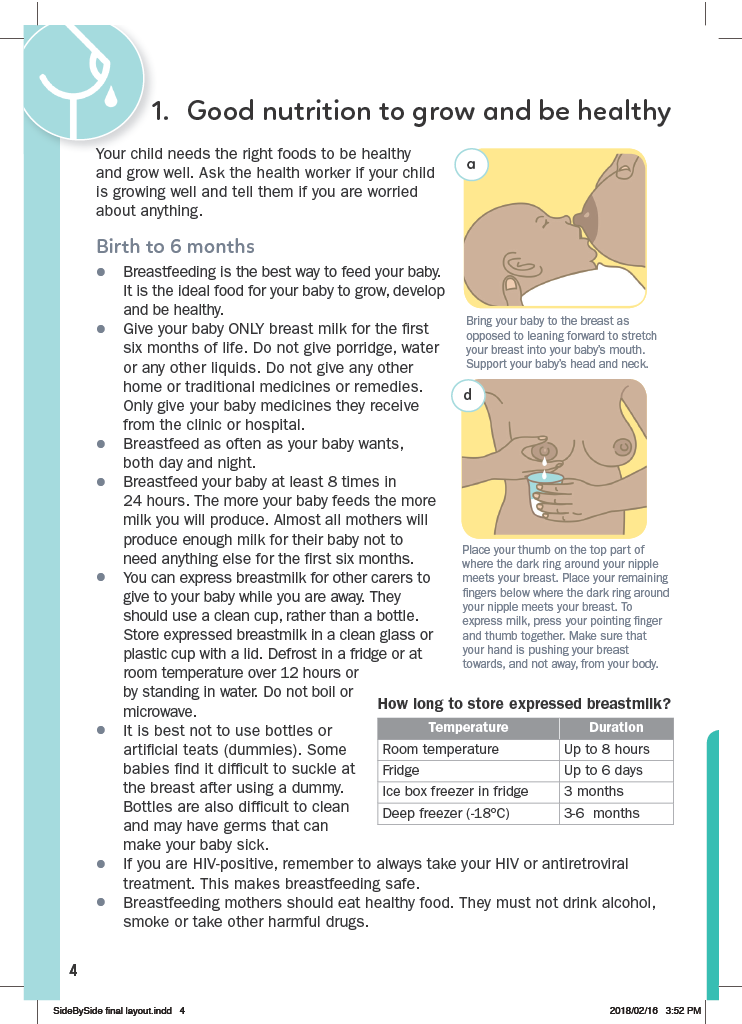 1. Good nutrition to grow and be healthy
Your child needs the right foods to be healthy
and grow well. Ask the health worker if your child
is growing well and tell them if you are worried
about anything.
Birth to 6 months
● Breastfeeding is the best way to feed your baby.
It is the ideal food for your baby to grow, develop
and be healthy.
● Give your baby ONLY breast milk for the first
six months of life. Do not give porridge, water
or any other liquids. Do not give any other
home or traditional medicines or remedies.
Only give your baby medicines they receive
from the clinic or hospital.
● Breastfeed as often as your baby wants,
both day and night.
● Breastfeed your baby at least 8 times in
24 hours. The more your baby feeds the more
milk you will produce. Almost all mothers will
produce enough milk for their baby not to
need anything else for the first six months.
● You can express breastmilk for other carers to
give to your baby while you are away. They
should use a clean cup, rather than a bottle.
Store expressed breastmilk in a clean glass or
plastic cup with a lid. Defrost in a fridge or at
room temperature over 12 hours or
by standing in water. Do not boil or
microwave.
● It is best not to use bottles or
artificial teats (dummies). Some
babies find it difficult to suckle at
the breast after using a dummy.
Bottles are also difficult to clean
and may have germs that can
make your baby sick.
● If you are HIV-positive, remember to always take your HIV or antiretroviral
treatment. This makes breastfeeding safe.
● Breastfeeding mothers should eat healthy food. They must not drink alcohol,
smoke or take other harmful drugs.
a
Bring your baby to the breast as
opposed to leaning forward to stretch
your breast into your baby's mouth.
Support your baby's head and neck.
d
Place your thumb on the top part of
where the dark ring around your nipple
meets your breast. Place your remaining
fingers below where the dark ring around
your nipple meets your breast. To
express milk, press your pointing finger
and thumb together. Make sure that
your hand is pushing your breast
towards, and not away, from your body.
How long to store expressed breastmilk?
Temperature Duration
Room temperature Up to 8 hours
Fridge Up to 6 days
Ice box freezer in fridge 3 months
Deep freezer (-18°C) 3-6 months
4
SideBySide final layout.indd 4 2018/02/16 3:52 PM